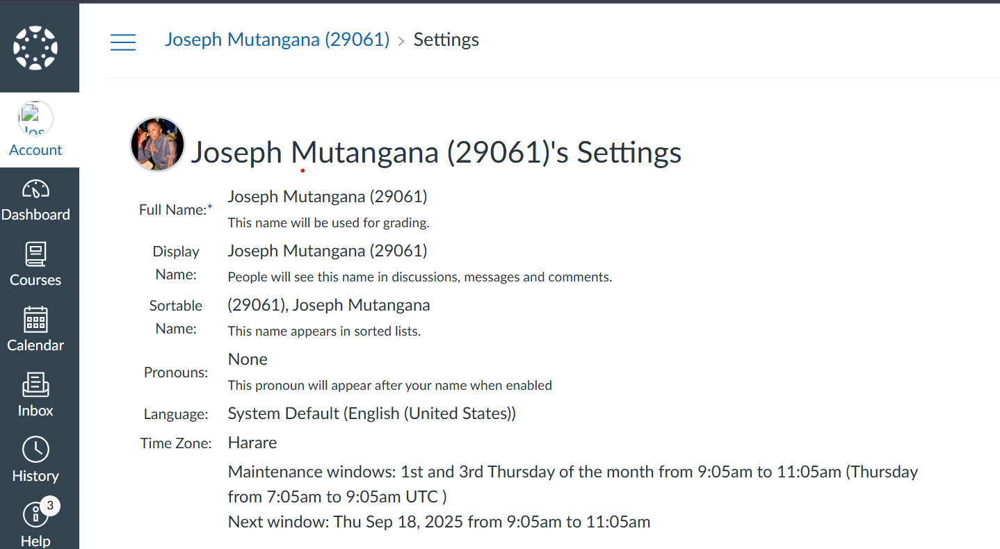 Joseph Mutangana (29061) > Settings
Jos
Account
Dashboard
Courses
Calendar
Inbox
History
3
Help
Joseph Mutangana (29061)'s Settings
Full Name:* Joseph Mutangana (29061)
This name will be used for grading.
Display Name: Joseph Mutangana (29061)
People will see this name in discussions, messages and comments.
Sortable Name: (29061), Joseph Mutangana
This name appears in sorted lists.
Pronouns: None
This pronoun will appear after your name when enabled
Language: System Default (English (United States))
Time Zone: Harare
Maintenance windows: 1st and 3rd Thursday of the month from 9:05am to 11:05am (Thursday
from 7:05am to 9:05am UTC )
Next window: Thu Sep 18, 2025 from 9:05am to 11:05am